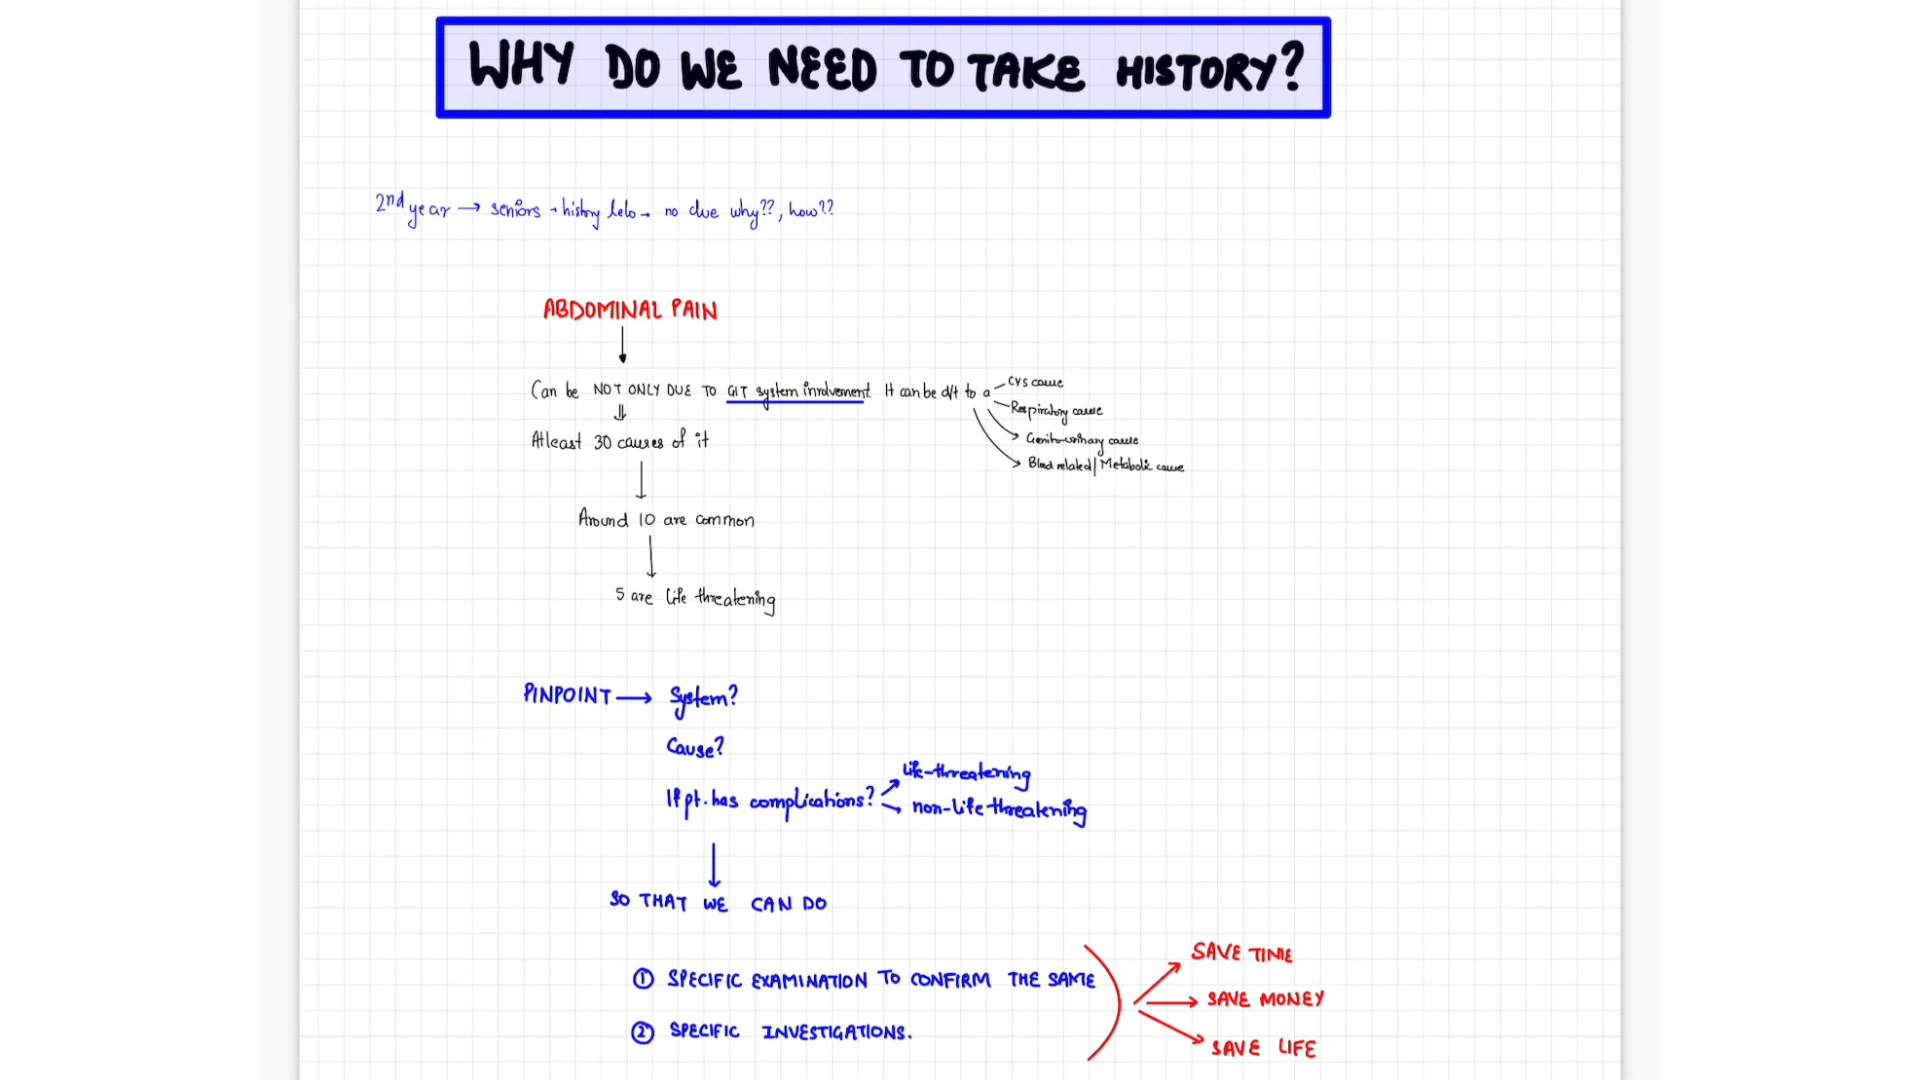 WHY DO WE NEED TO TAKE HISTORY?
2nd year → seniors → history lelo → no clue why??, how??
ABDOMINAL PAIN
Can be NOT ONLY DUE TO GIT system involvement. It can be d/t to a
CVS cause
Respiratory cause
Genito-urinary cause
Blood related/Metabolic cause
Atleast 30 causes of it
Around 10 are common
5 are life threatening
PINPOINT → System?
Cause?
If pt. has complications?
life-threatening
non-life threatening
SO THAT WE CAN DO
① SPECIFIC EXAMINATION TO CONFIRM THE SAME
② SPECIFIC INVESTIGATIONS.
SAVE TIME
SAVE MONEY
SAVE LIFE